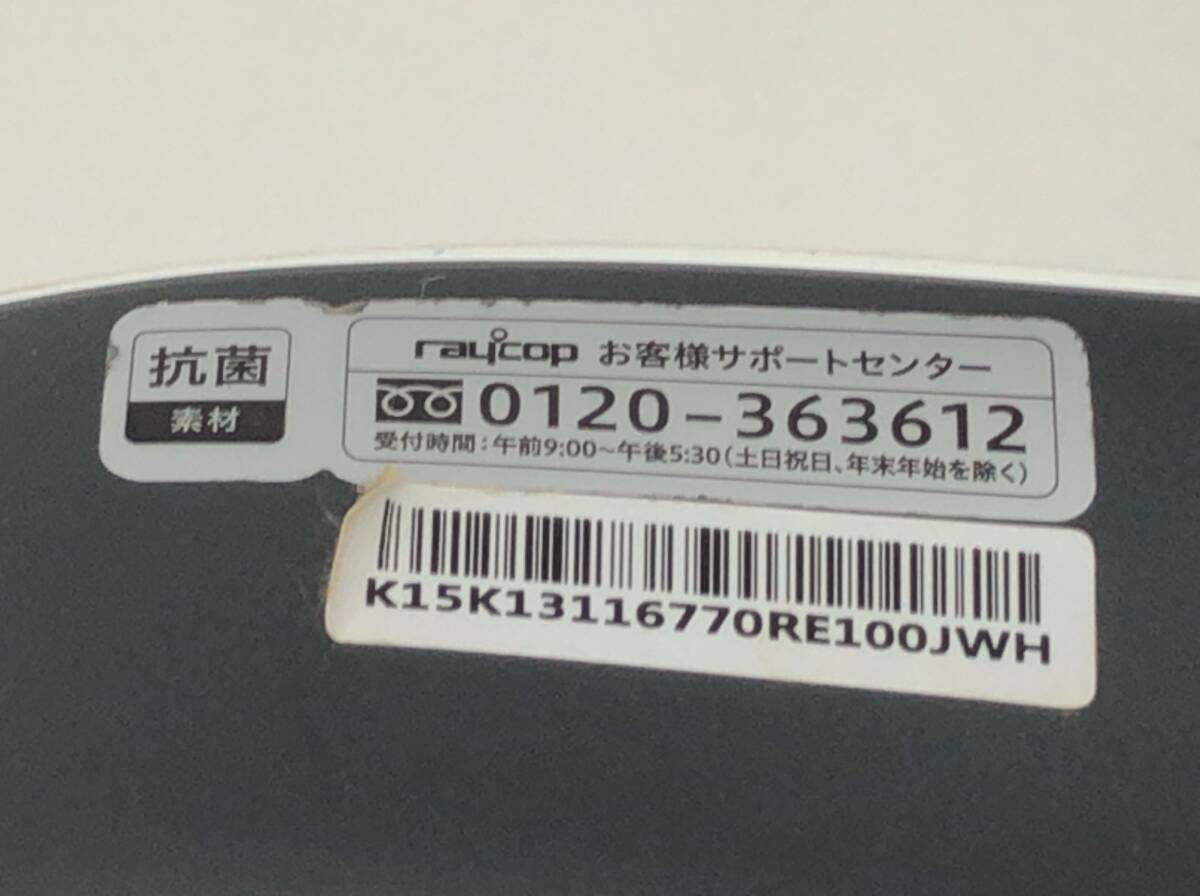 抗菌
素材
raycop お客様サポートセンター
0120-363612
受付時間:午前9:00~午後5:30(土日祝日、年末年始を除く)
K15K13116770RE100JWH